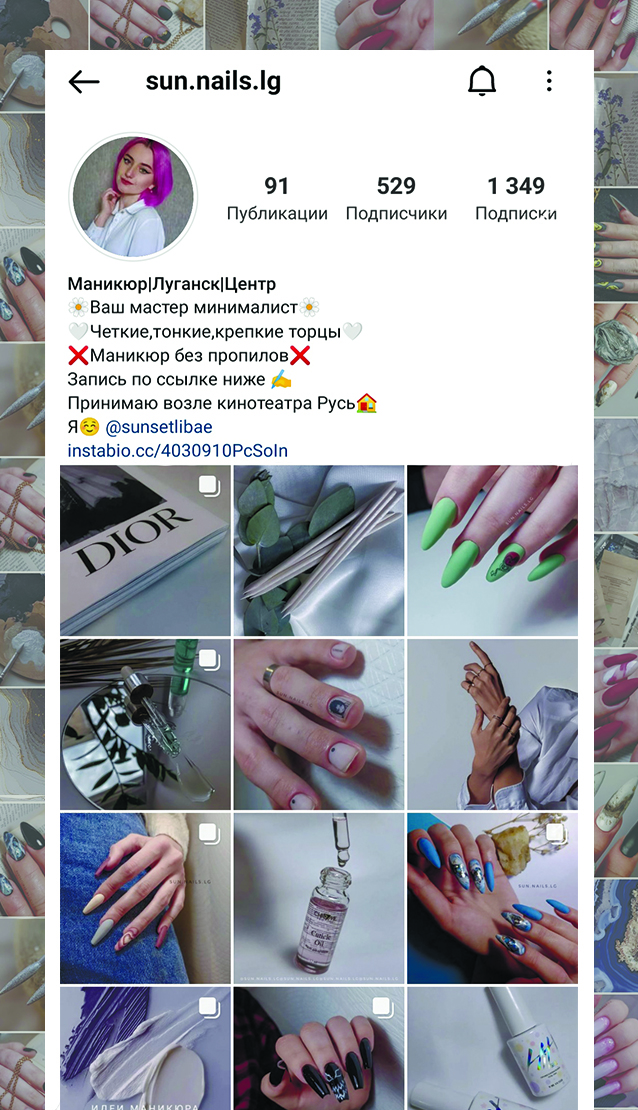 sun.nails.lg
91 529 1 349
Публикации Подписчики Подписки
Маникюр|Луганск|Центр
🌼Ваш мастер минималист🌼
🤍Четкие,тонкие,крепкие торцы🤍
❌Маникюр без пропилов❌
Запись по ссылке ниже ✍
Принимаю возле кинотеатра Русь🏠
Я☺ @sunsetlibae
instabio.cc/4030910PcSoIn
DIOR
SUN.NAILS.LG
Cuticle
Oil
SUN.NAILS.LG
ИДЕИ МАНИКЮРА